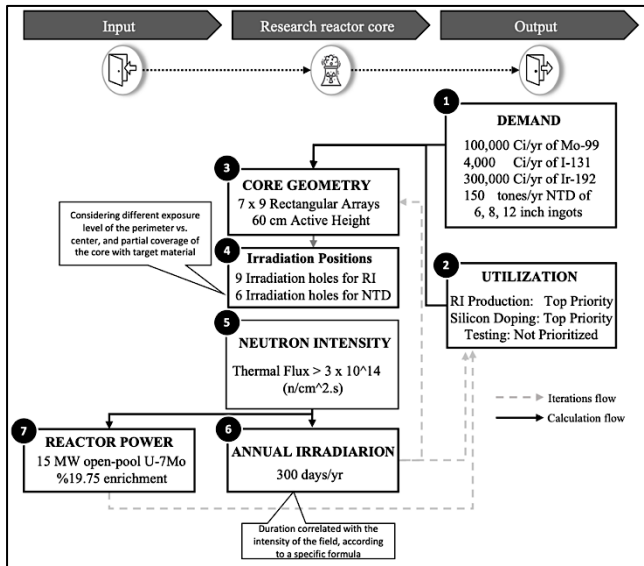 Input
Research reactor core
Output
1
DEMAND
100,000 Ci/yr of Mo-99
4,000 Ci/yr of I-131
300,000 Ci/yr of Ir-192
150 tones/yr NTD of
6, 8, 12 inch ingots
3
CORE GEOMETRY
7 x 9 Rectangular Arrays
60 cm Active Height
Considering different exposure
level of the perimeter vs.
center, and partial coverage of
the core with target material
4
Irradiation Positions
9 Irradiation holes for RI
6 Irradiation holes for NTD
2
UTILIZATION
RI Production: Top Priority
Silicon Doping: Top Priority
Testing: Not Prioritized
5
NEUTRON INTENSITY
Thermal Flux > 3 x 10^14
(n/cm^2.s)
Iterions flow
Calculation flow
7
REACTOR POWER
15 MW open-pool U-7Mo
%19.75 enrichment
6
ANNUAL IRRADIARION
300 days/yr
Duration correlated with the
intensity of the field, according
to a specific formula